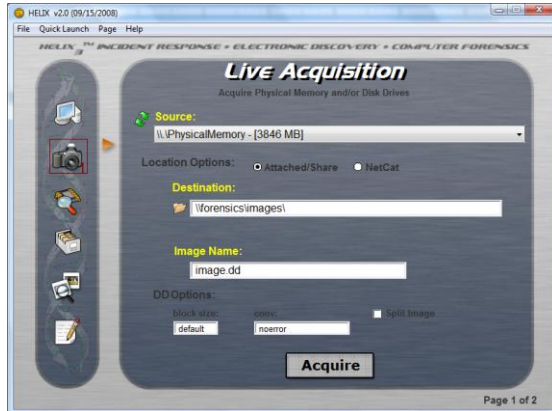 HELIX v2.0 (09/15/2008)
File Quick Launch Page Help
HELIX3™ INCIDENT RESPONSE • ELECTRONIC DISCOVERY • COMPUTER FORENSICS
Live Acquisition
Acquire Physical Memory and/or Disk Drives
Source:
\\.\PhysicalMemory - [3846 MB]
Location Options: Attached/Share NetCat
Destination:
\\forensics\images\
Image Name:
image.dd
DD Options:
block size: conv: Split Image
default noerror
Acquire
Page 1 of 2